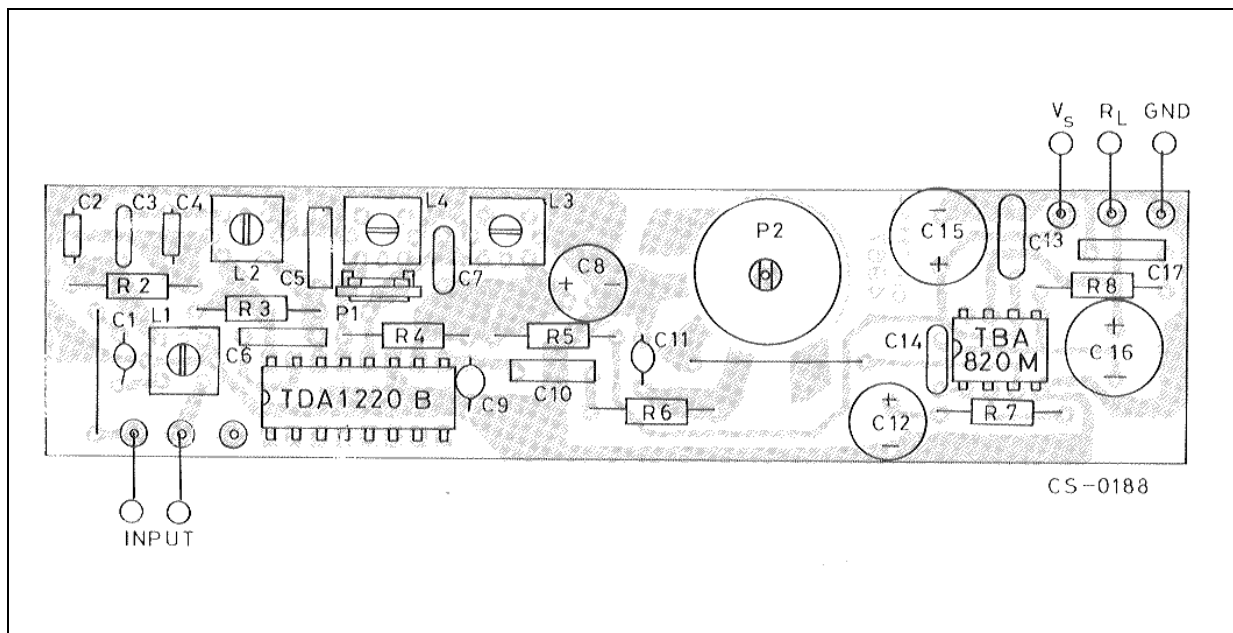 Vs RL GND
C2 C3 C4 L4 L3
P2
C15 C13
L2 C5 C7 C8 C17
R2 R8
R3 P1
C1 L1 R4 R5 C11 C14 TBA
C6 820 M C16
C10
TDA1220 B C9
R6 C12 R7
CS-0188
INPUT